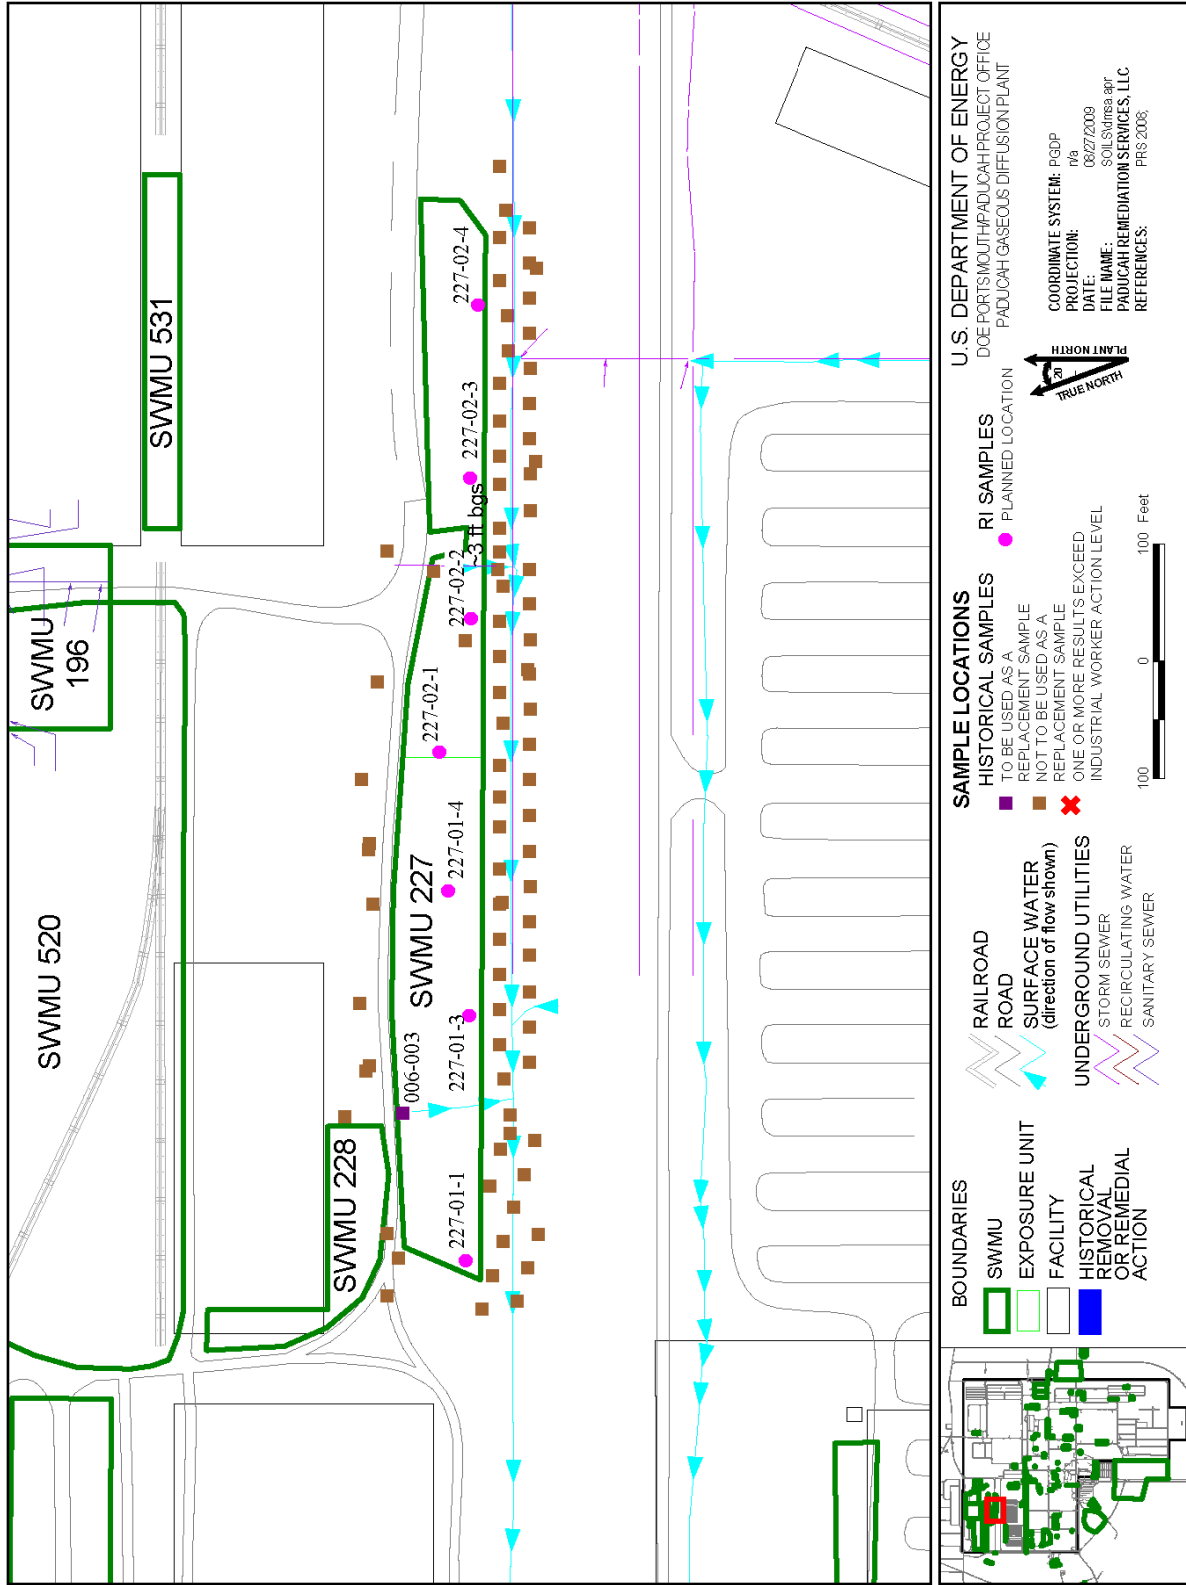 SWMU 520
SWMU
196
SWMU 531
SWMU 228
SWMU 227
006-003
227-01-1
227-01-3
227-01-4
227-02-1
227-02-2
~3 ft bgs
227-02-3
227-02-4
BOUNDARIES
SWMU
EXPOSURE UNIT
FACILITY
HISTORICAL
REMOVAL
OR REMEDIAL
ACTION
RAILROAD
ROAD
SURFACE WATER
(direction of flow shown)
UNDERGROUND UTILITIES
STORM SEWER
RECIRCULATING WATER
SANITARY SEWER
SAMPLE LOCATIONS
HISTORICAL SAMPLES
TO BE USED AS A
REPLACEMENT SAMPLE
NOT TO BE USED AS A
REPLACEMENT SAMPLE
ONE OR MORE RESULTS EXCEED
INDUSTRIAL WORKER ACTION LEVEL
RI SAMPLES
PLANNED LOCATION
100 0 100 Feet
U.S. DEPARTMENT OF ENERGY
DOE PORTSMOUTH/PADUCAH PROJECT OFFICE
PADUCAH GASEOUS DIFFUSION PLANT
20
TRUE NORTH
PLANT NORTH
COORDINATE SYSTEM: PGDP
PROJECTION: n/a
DATE: 08/27/2009
FILE NAME: SOILS\dmsa.apr
PADUCAH REMEDIATION SERVICES, LLC
REFERENCES: PRS 2008;